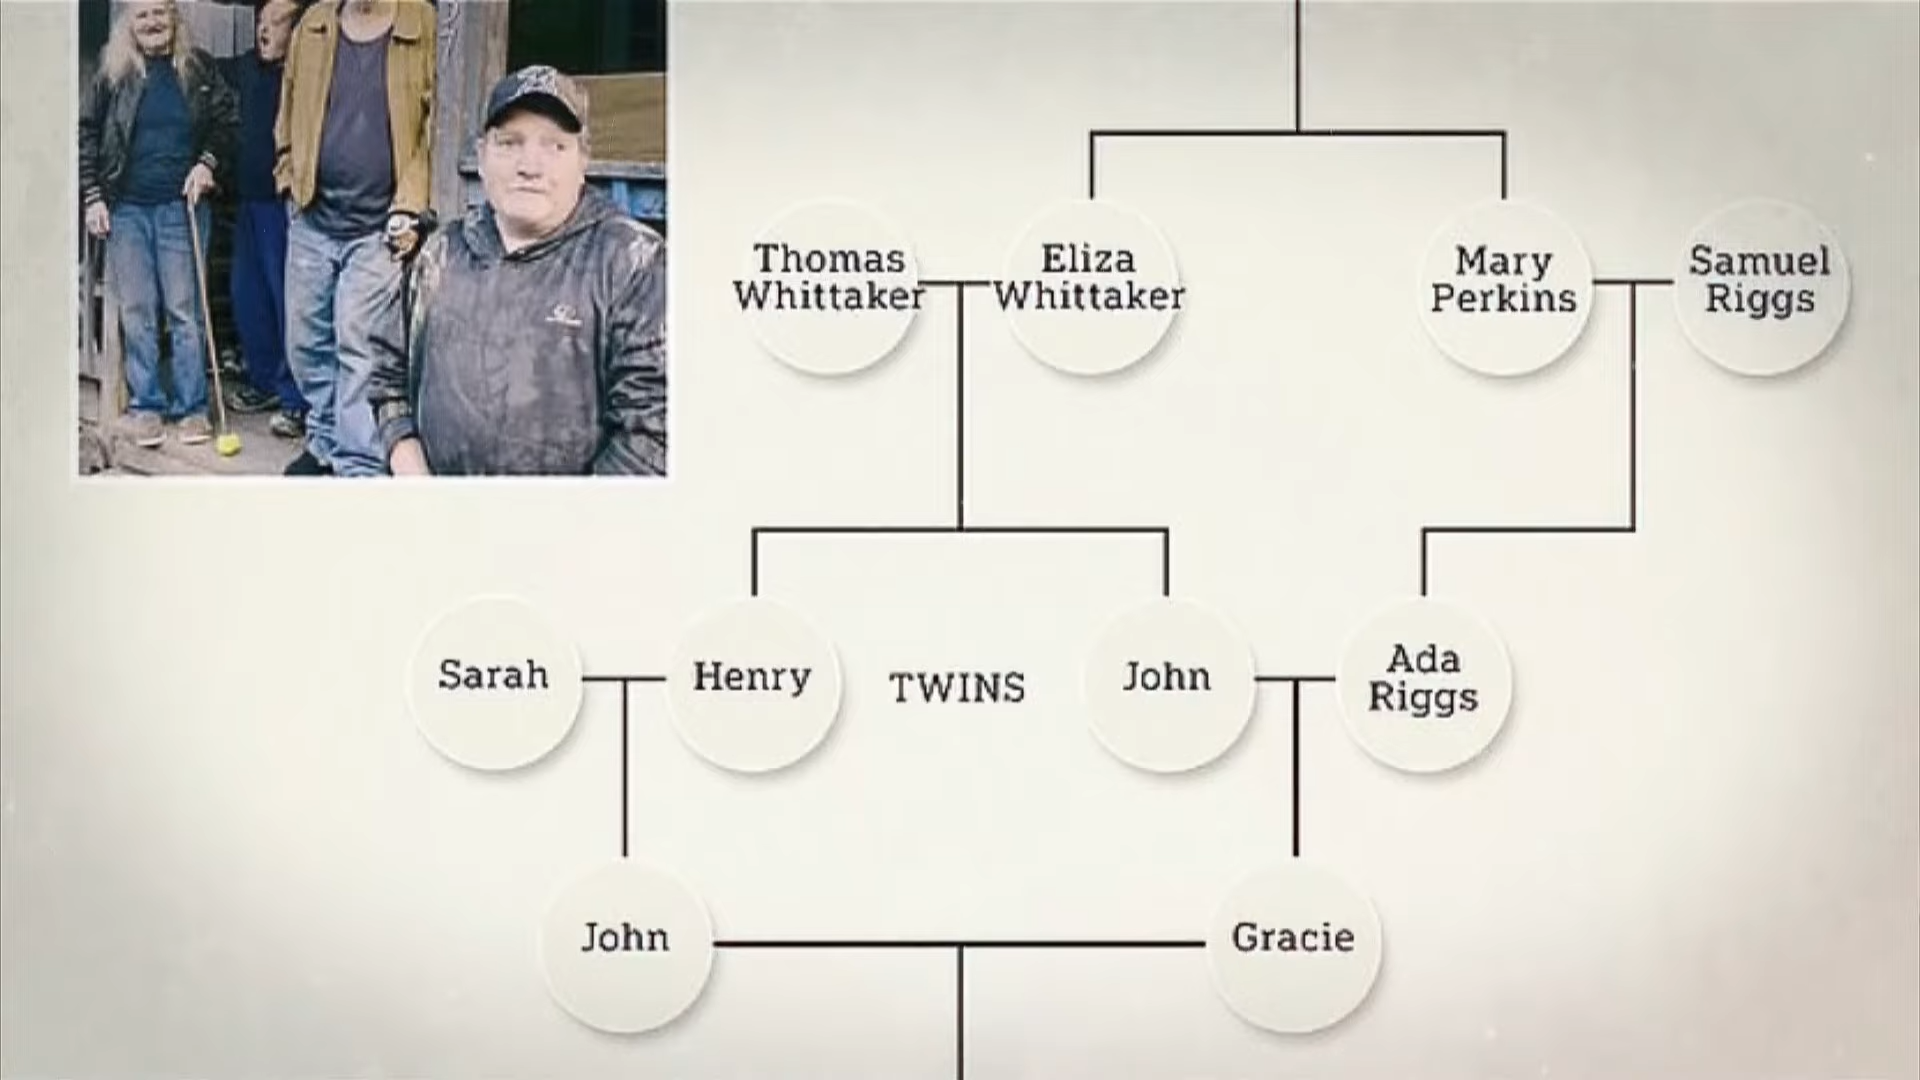 Thomas
Whittaker
Eliza
Whittaker
Mary
Perkins
Samuel
Riggs
Sarah
Henry
TWINS
John
Ada
Riggs
John
Gracie